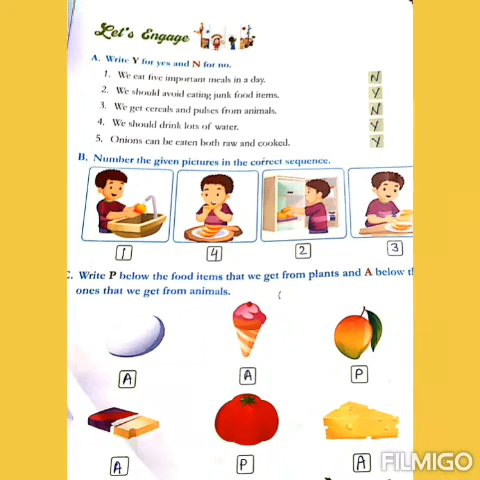 Let's Engage
A. Write Y for yes and N for no.
1. We eat five important meals in a day. N
2. We should avoid eating junk food items. Y
3. We get cereals and pulses from animals. N
4. We should drink lots of water. Y
5. Onions can be eaten both raw and cooked. Y
B. Number the given pictures in the correct sequence.
1 4 2 3
C. Write P below the food items that we get from plants and A below
ones that we get from animals.
A A P
A P A
FILMIGO